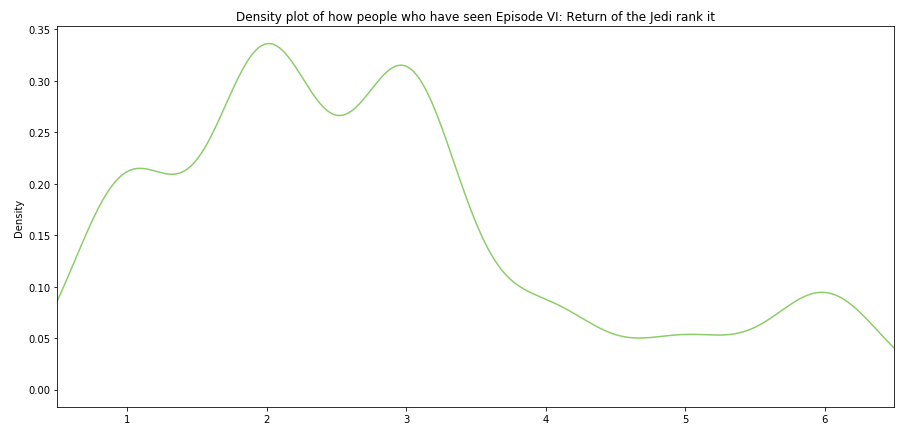 Density plot of how people who have seen Episode VI: Return of the Jedi rank it
0.35
0.30
0.25
0.20
0.15
0.10
0.05
0.00
Density
1 2 3 4 5 6